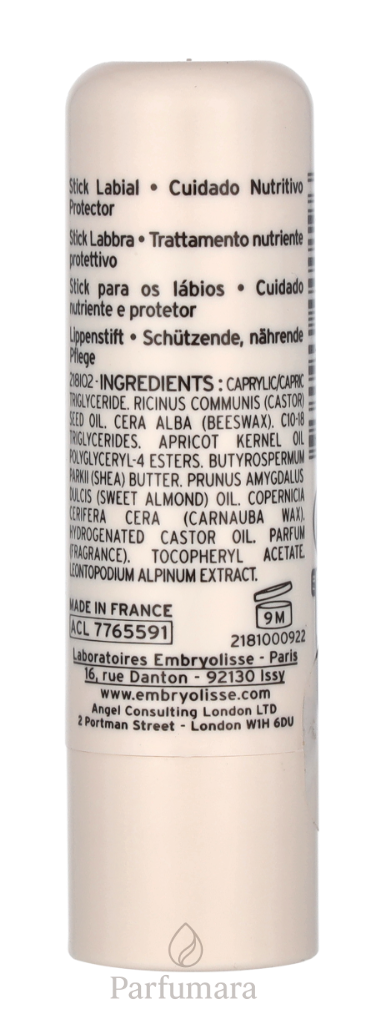 Stick Labial • Cuidado Nutritivo
Protector
Stick Labbra • Trattamento nutriente
protettivo
Stick para os lábios • Cuidado
nutriente e protetor
Lippenstift • Schützende, nährende
Pflege
218I02 - INGREDIENTS : CAPRYLIC/CAPRIC
TRIGLYCERIDE. RICINUS COMMUNIS (CASTOR)
SEED OIL. CERA ALBA (BEESWAX). C10-18
TRIGLYCERIDES. APRICOT KERNEL OIL
POLYGLYCERYL-4 ESTERS. BUTYROSPERMUM
PARKII (SHEA) BUTTER. PRUNUS AMYGDALUS
DULCIS (SWEET ALMOND) OIL. COPERNICIA
CERIFERA CERA (CARNAUBA WAX).
HYDROGENATED CASTOR OIL. PARFUM
(FRAGRANCE). TOCOPHERYL ACETATE.
LEONTOPODIUM ALPINUM EXTRACT.
MADE IN FRANCE
ACL 7765591
9M
2181000922
Laboratoires Embryolisse - Paris
16, rue Danton - 92130 Issy
www.embryolisse.com
Angel Consulting London LTD
2 Portman Street - London W1H 6DU
Parfumara